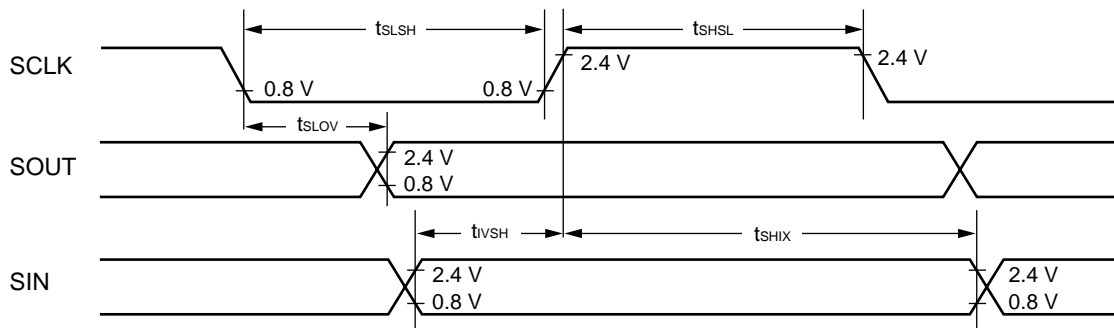 tSLSH tSHSL
SCLK 0.8 V 0.8 V 2.4 V 2.4 V
tSLOV
SOUT 2.4 V
0.8 V
tIVSH tSHIX
SIN 2.4 V 2.4 V
0.8 V 0.8 V